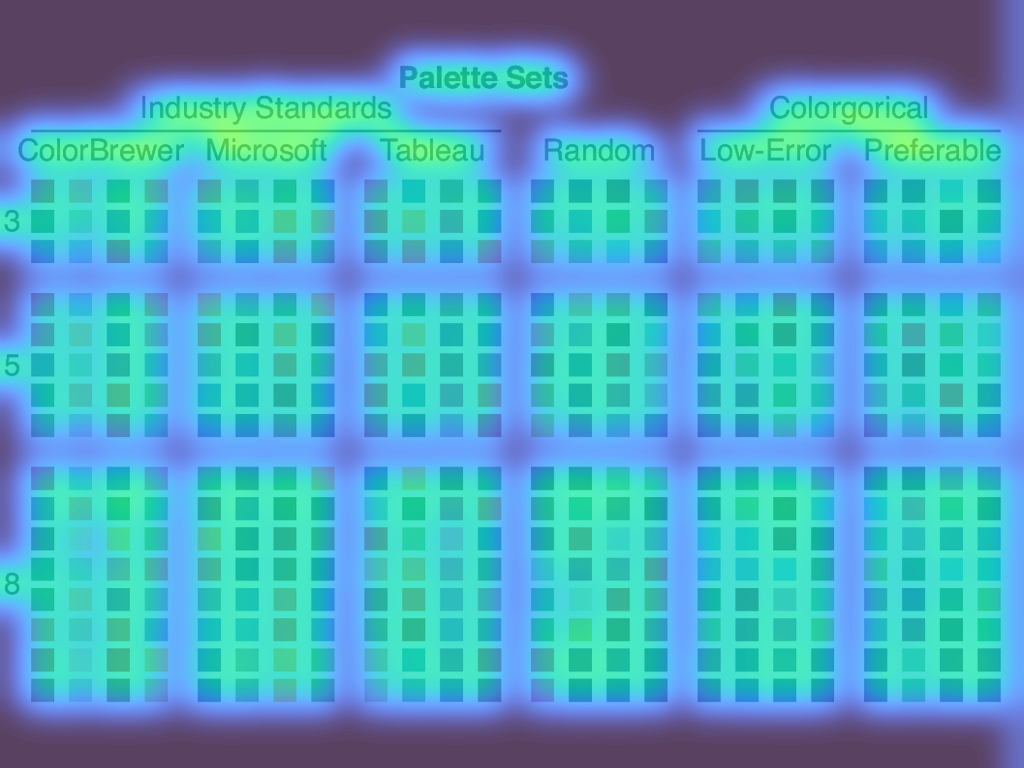 Palette Sets
Industry Standards Colorgorical
ColorBrewer Microsoft Tableau Random Low-Error Preferable
3
5
8